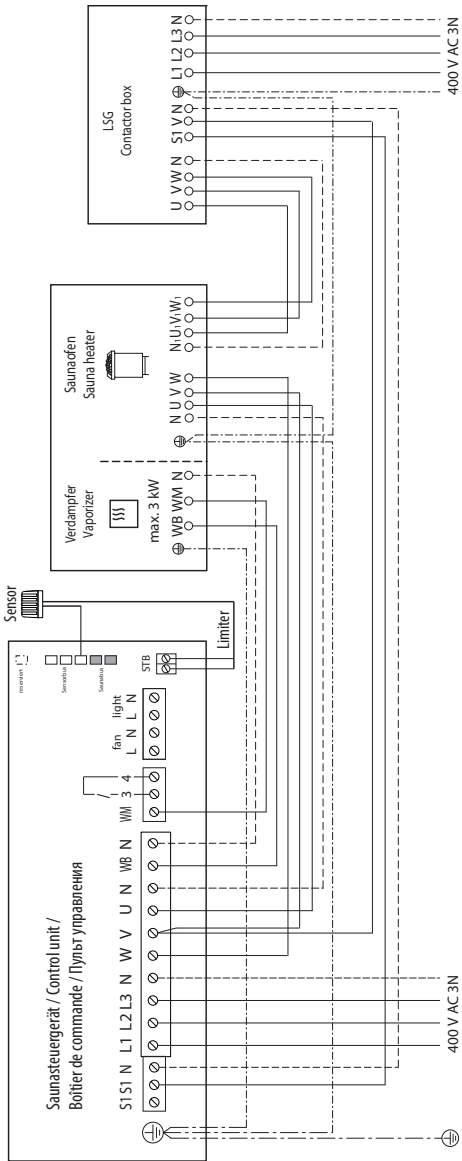 Saunasteuergerät / Control unit /
Boîtier de commande / Пульт управления
S1 S1 N L1 L2 L3 N W V U N WB N
WM 3 4
fan light
L N L N
STB
reserviert
Sensorbus
Saunabus
Sensor
Limiter
400 V AC 3N
Verdampfer
Vaporizer
max. 3 kW
WB WM N
Saunaofen
Sauna heater
N U V W
N1 U1 V1 W1
LSG
Contactor box
U V W N
S1 V N
L1 L2 L3 N
400 V AC 3N